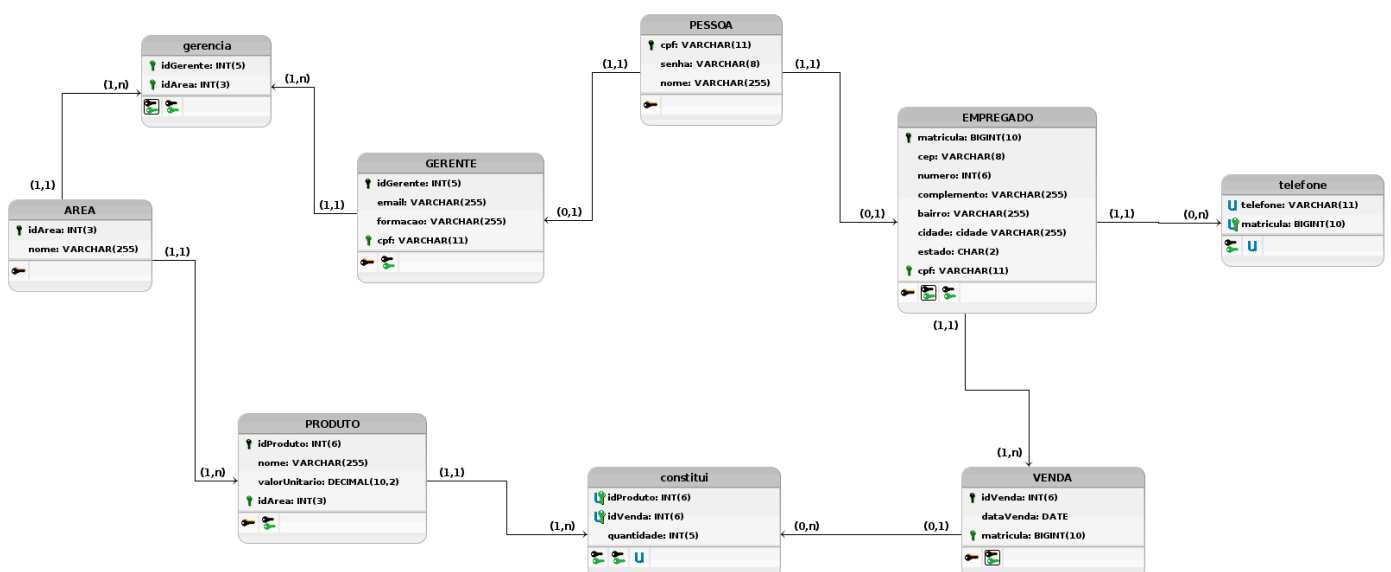 PESSOA
cpf: VARCHAR(11)
senha: VARCHAR(8)
nome: VARCHAR(255)
(1,1)
(1,1)
gerencia
idGerente: INT(5)
idArea: INT(3)
(1,n)
(1,n)
EMPREGADO
matricula: BIGINT(10)
cep: VARCHAR(8)
numero: INT(6)
complemento: VARCHAR(255)
bairro: VARCHAR(255)
cidade: cidade VARCHAR(255)
estado: CHAR(2)
cpf: VARCHAR(11)
(0,1)
(1,1)
(1,1)
GERENTE
idGerente: INT(5)
email: VARCHAR(255)
formacao: VARCHAR(255)
cpf: VARCHAR(11)
(1,1)
(0,1)
telefone
U telefone: VARCHAR(11)
U matricula: BIGINT(10)
U
(0,n)
AREA
idArea: INT(3)
nome: VARCHAR(255)
(1,1)
(1,1)
PRODUTO
idProduto: INT(6)
nome: VARCHAR(255)
valorUnitario: DECIMAL(10,2)
idArea: INT(3)
(1,n)
(1,1)
constitui
U idProduto: INT(6)
U idVenda: INT(6)
quantidade: INT(5)
U
(1,n)
(0,n)
VENDA
idVenda: INT(6)
dataVenda: DATE
matricula: BIGINT(10)
(1,n)
(0,1)